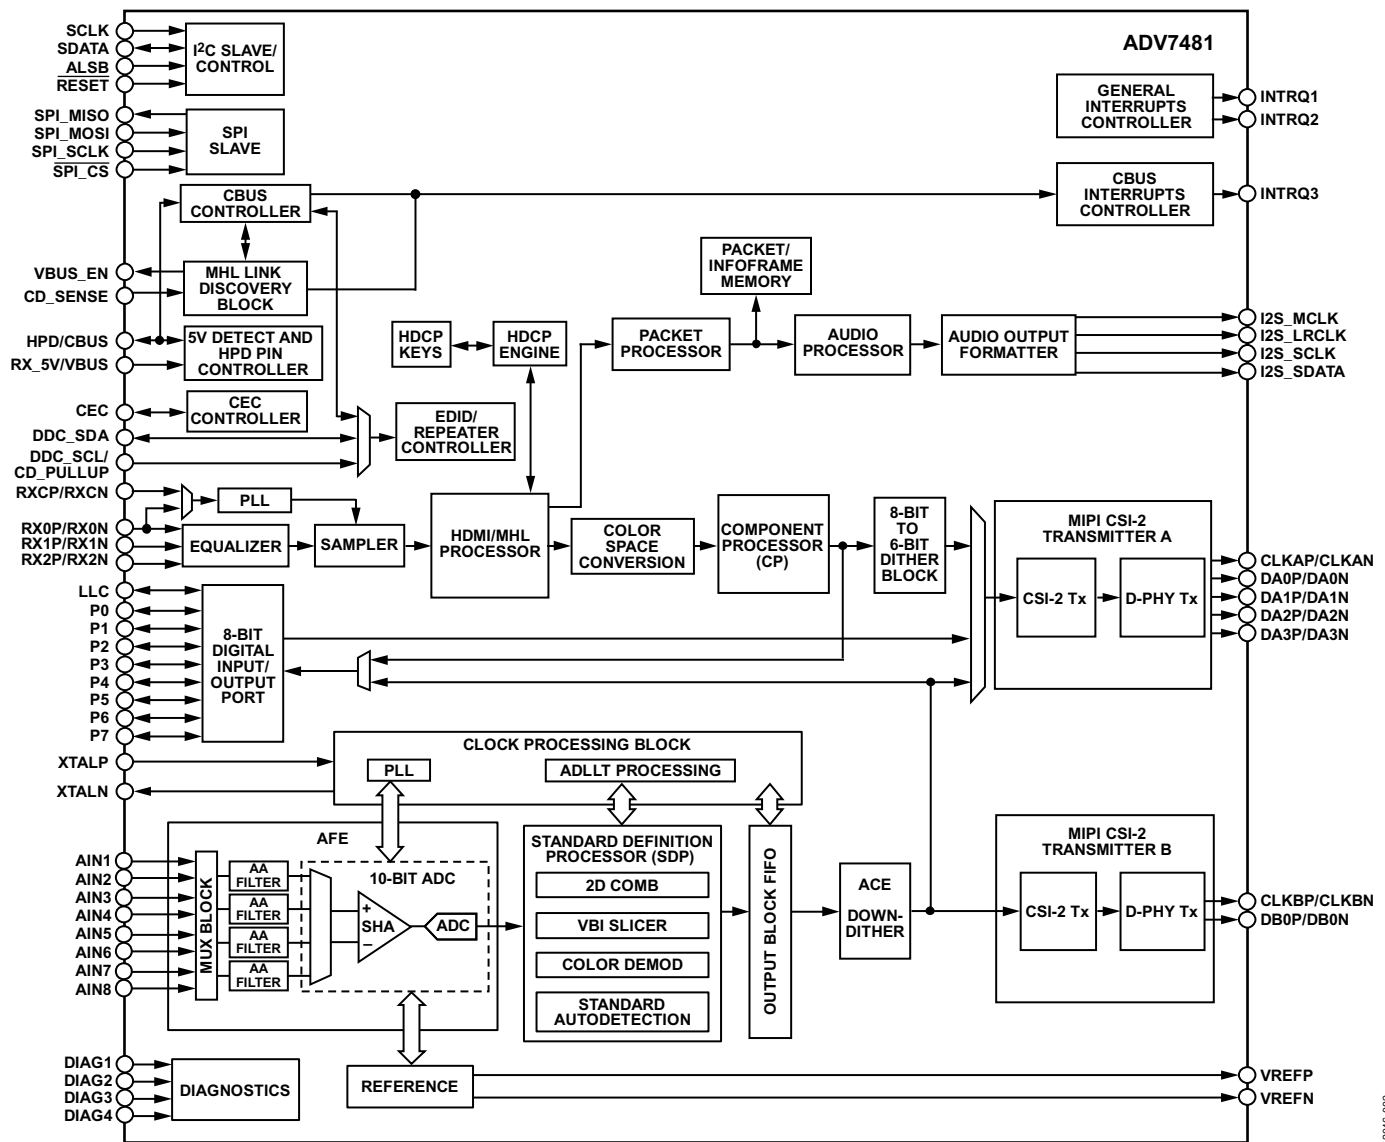 ADV7481
SCLK
SDATA
ALSB
RESET
I2C SLAVE/
CONTROL
SPI_MISO
SPI_MOSI
SPI_SCLK
SPI_CS
SPI
SLAVE
GENERAL
INTERRUPTS
CONTROLLER
INTRQ1
INTRQ2
CBUS
CONTROLLER
CBUS
INTERRUPTS
CONTROLLER
INTRQ3
VBUS_EN
CD_SENSE
MHL LINK
DISCOVERY
BLOCK
PACKET/
INFOFRAME
MEMORY
HPD/CBUS
RX_5V/VBUS
5V DETECT AND
HPD PIN
CONTROLLER
HDCP
KEYS
HDCP
ENGINE
PACKET
PROCESSOR
AUDIO
PROCESSOR
AUDIO OUTPUT
FORMATTER
I2S_MCLK
I2S_LRCLK
I2S_SCLK
I2S_SDATA
CEC
CEC
CONTROLLER
DDC_SDA
DDC_SCL/
CD_PULLUP
EDID/
REPEATER
CONTROLLER
RXCP/RXCN
PLL
RX0P/RX0N
RX1P/RX1N
RX2P/RX2N
EQUALIZER
SAMPLER
HDMI/MHL
PROCESSOR
COLOR
SPACE
CONVERSION
COMPONENT
PROCESSOR
(CP)
8-BIT
TO
6-BIT
DITHER
BLOCK
MIPI CSI-2
TRANSMITTER A
CSI-2 Tx
D-PHY Tx
CLKAP/CLKAN
DA0P/DA0N
DA1P/DA1N
DA2P/DA2N
DA3P/DA3N
LLC
P0
P1
P2
P3
P4
P5
P6
P7
8-BIT
DIGITAL
INPUT/
OUTPUT
PORT
XTALP
XTALN
CLOCK PROCESSING BLOCK
PLL
ADLLT PROCESSING
AFE
AIN1
AIN2
AIN3
AIN4
AIN5
AIN6
AIN7
AIN8
MUX BLOCK
AA
FILTER
AA
FILTER
AA
FILTER
AA
FILTER
10-BIT ADC
+
SHA
−
ADC
STANDARD DEFINITION
PROCESSOR (SDP)
2D COMB
VBI SLICER
COLOR DEMOD
STANDARD
AUTODETECTION
OUTPUT BLOCK FIFO
ACE
DOWN-
DITHER
MIPI CSI-2
TRANSMITTER B
CSI-2 Tx
D-PHY Tx
CLKBP/CLKBN
DB0P/DB0N
DIAG1
DIAG2
DIAG3
DIAG4
DIAGNOSTICS
REFERENCE
VREFP
VREFN